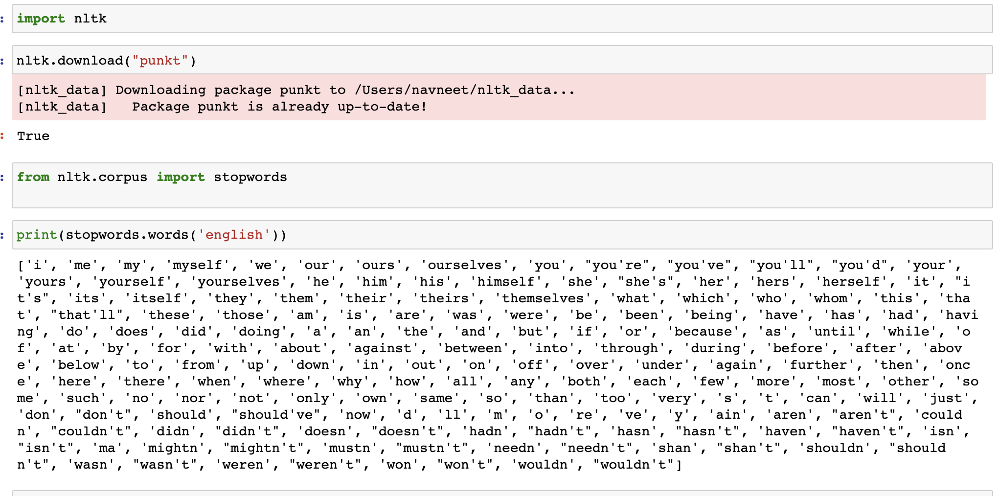 : import nltk
: nltk.download("punkt")
[nltk_data] Downloading package punkt to /Users/navneet/nltk_data...
[nltk_data]   Package punkt is already up-to-date!
: True
: from nltk.corpus import stopwords
: print(stopwords.words('english'))
['i', 'me', 'my', 'myself', 'we', 'our', 'ours', 'ourselves', 'you', "you're", "you've", "you'll", "you'd", 'your',
'yours', 'yourself', 'yourselves', 'he', 'him', 'his', 'himself', 'she', "she's", 'her', 'hers', 'herself', 'it', "i
t's", 'its', 'itself', 'they', 'them', 'their', 'theirs', 'themselves', 'what', 'which', 'who', 'whom', 'this', 'tha
t', "that'll", 'these', 'those', 'am', 'is', 'are', 'was', 'were', 'be', 'been', 'being', 'have', 'has', 'had', 'havi
ng', 'do', 'does', 'did', 'doing', 'a', 'an', 'the', 'and', 'but', 'if', 'or', 'because', 'as', 'until', 'while', 'o
f', 'at', 'by', 'for', 'with', 'about', 'against', 'between', 'into', 'through', 'during', 'before', 'after', 'abov
e', 'below', 'to', 'from', 'up', 'down', 'in', 'out', 'on', 'off', 'over', 'under', 'again', 'further', 'then', 'onc
e', 'here', 'there', 'when', 'where', 'why', 'how', 'all', 'any', 'both', 'each', 'few', 'more', 'most', 'other', 'so
me', 'such', 'no', 'nor', 'not', 'only', 'own', 'same', 'so', 'than', 'too', 'very', 's', 't', 'can', 'will', 'just',
'don', "don't", 'should', "should've", 'now', 'd', 'll', 'm', 'o', 're', 've', 'y', 'ain', 'aren', "aren't", 'could
n', "couldn't", 'didn', "didn't", 'doesn', "doesn't", 'hadn', "hadn't", 'hasn', "hasn't", 'haven', "haven't", 'isn',
"isn't", 'ma', 'mightn', "mightn't", 'mustn', "mustn't", 'needn', "needn't", 'shan', "shan't", 'shouldn', "should
n't", 'wasn', "wasn't", 'weren', "weren't", 'won', "won't", 'wouldn', "wouldn't"]